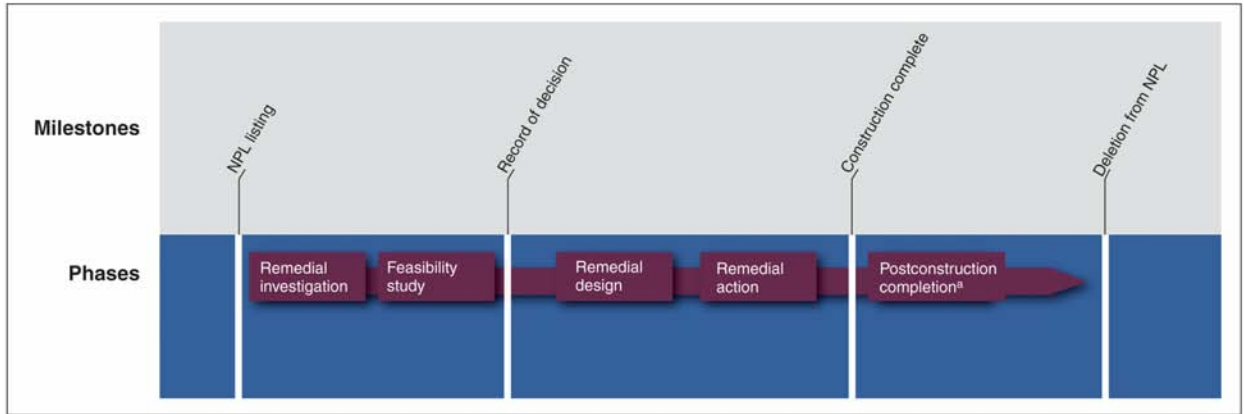 Milestones
NPL listing
Record of decision
Construction complete
Deletion from NPL
Phases
Remedial
investigation
Feasibility
study
Remedial
design
Remedial
action
Postconstruction
completionᵃ